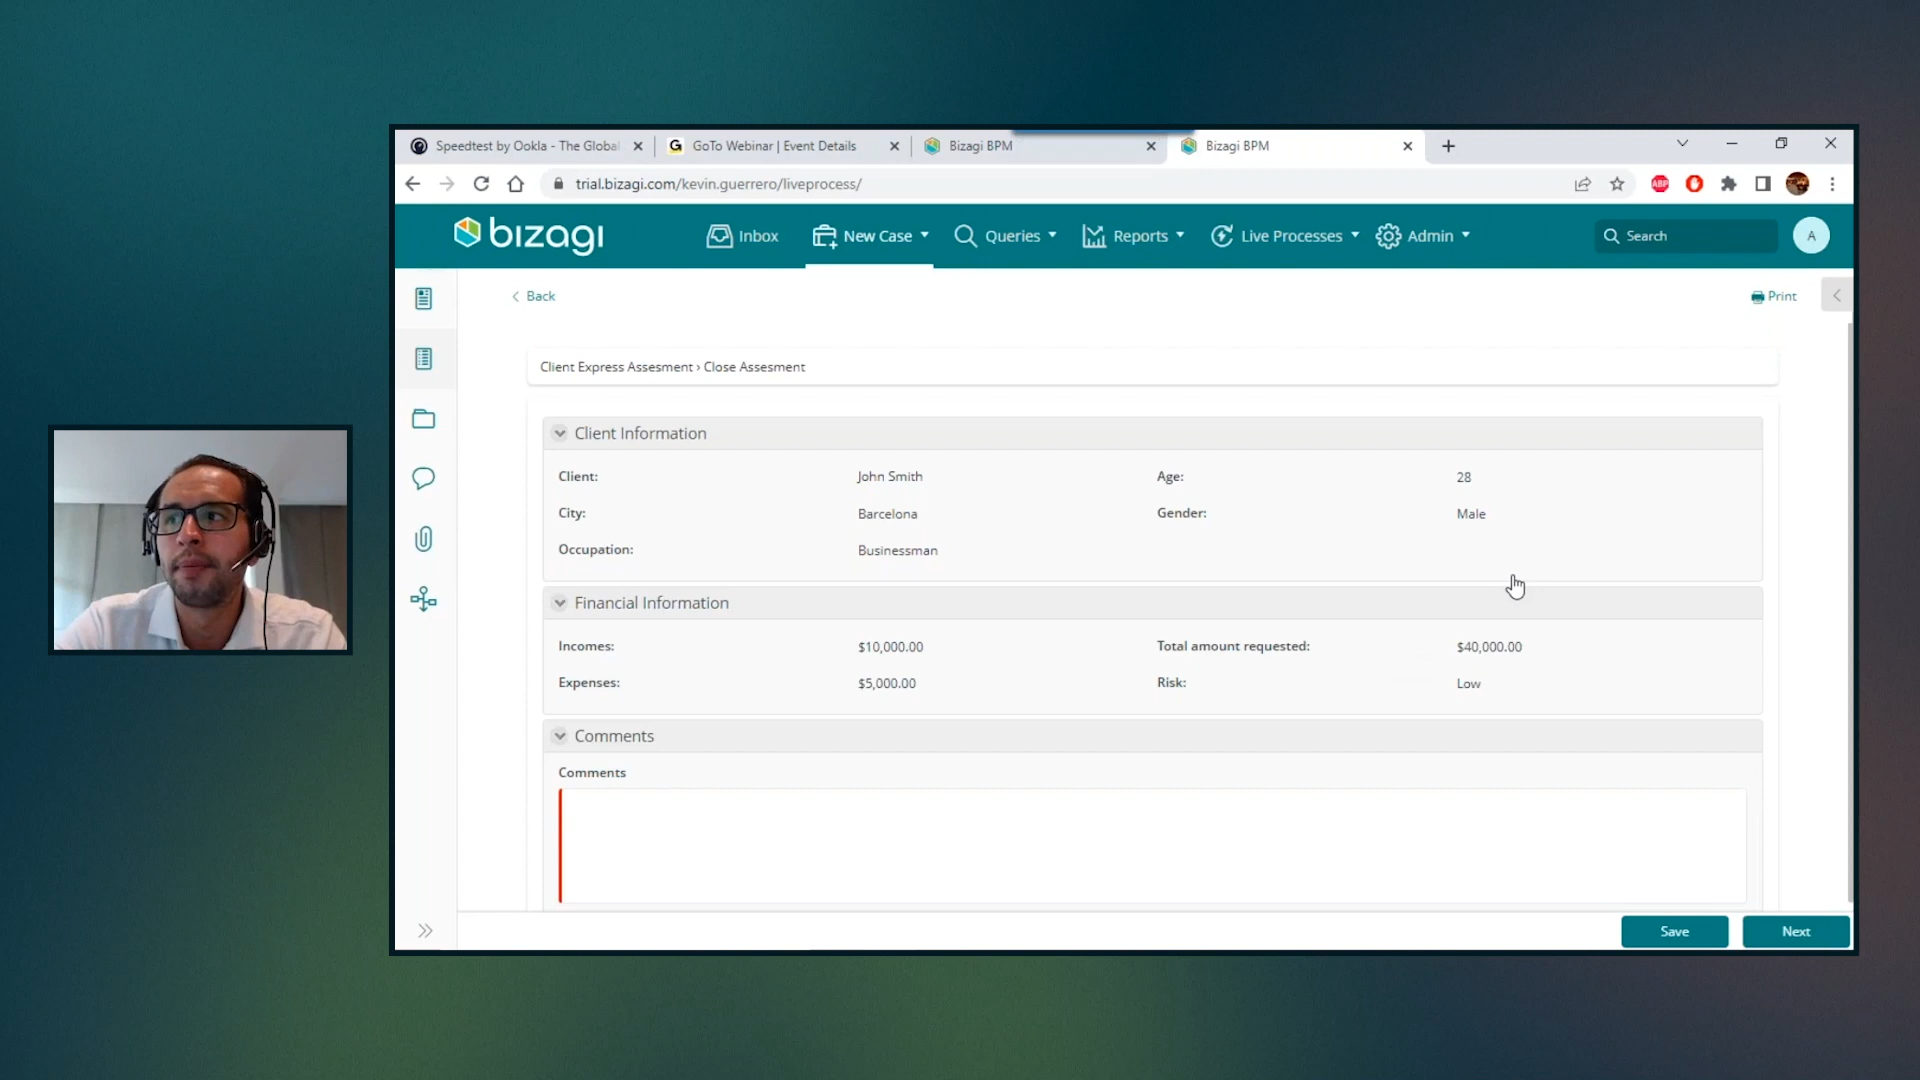 Speedtest by Ookla - The Global
GoTo Webinar | Event Details
Bizagi BPM
Bizagi BPM
trial.bizagi.com/kevin.guerrero/liveprocess/
ABP
bizagi
Inbox
New Case
Queries
Reports
Live Processes
Admin
Search
A
Back
Print
Client Express Assesment › Close Assesment
Client Information
Client: John Smith Age: 28
City: Barcelona Gender: Male
Occupation: Businessman
Financial Information
Incomes: $10,000.00 Total amount requested: $40,000.00
Expenses: $5,000.00 Risk: Low
Comments
Comments
Save
Next